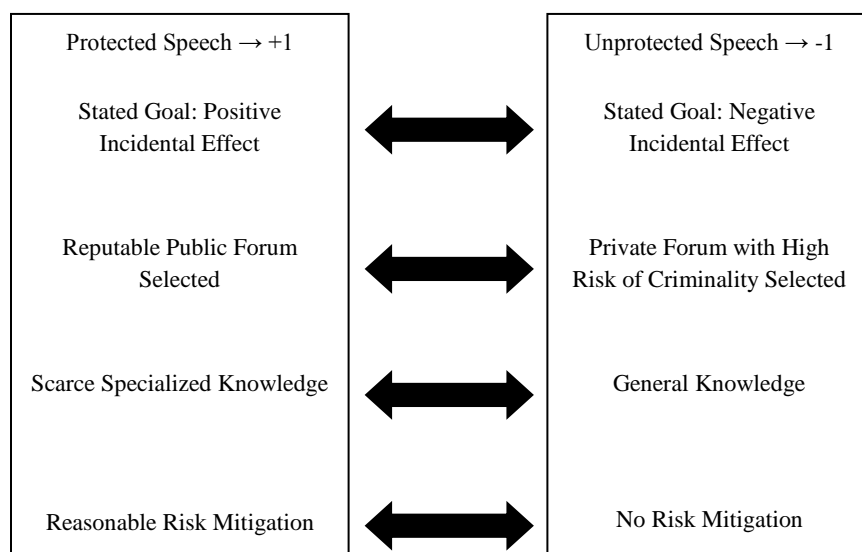 Protected Speech → +1
Stated Goal: Positive
Incidental Effect
Reputable Public Forum
Selected
Scarce Specialized Knowledge
Reasonable Risk Mitigation
Unprotected Speech → -1
Stated Goal: Negative
Incidental Effect
Private Forum with High
Risk of Criminality Selected
General Knowledge
No Risk Mitigation